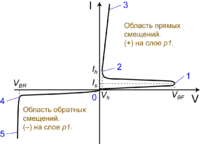 I
3
Область прямых
смещений.
(+) на слое p1.
2
I_h
I_s
1
V_BR
0
V_h
V_BF
V
4
Область обратных
смещений.
(–) на слое p1.
5